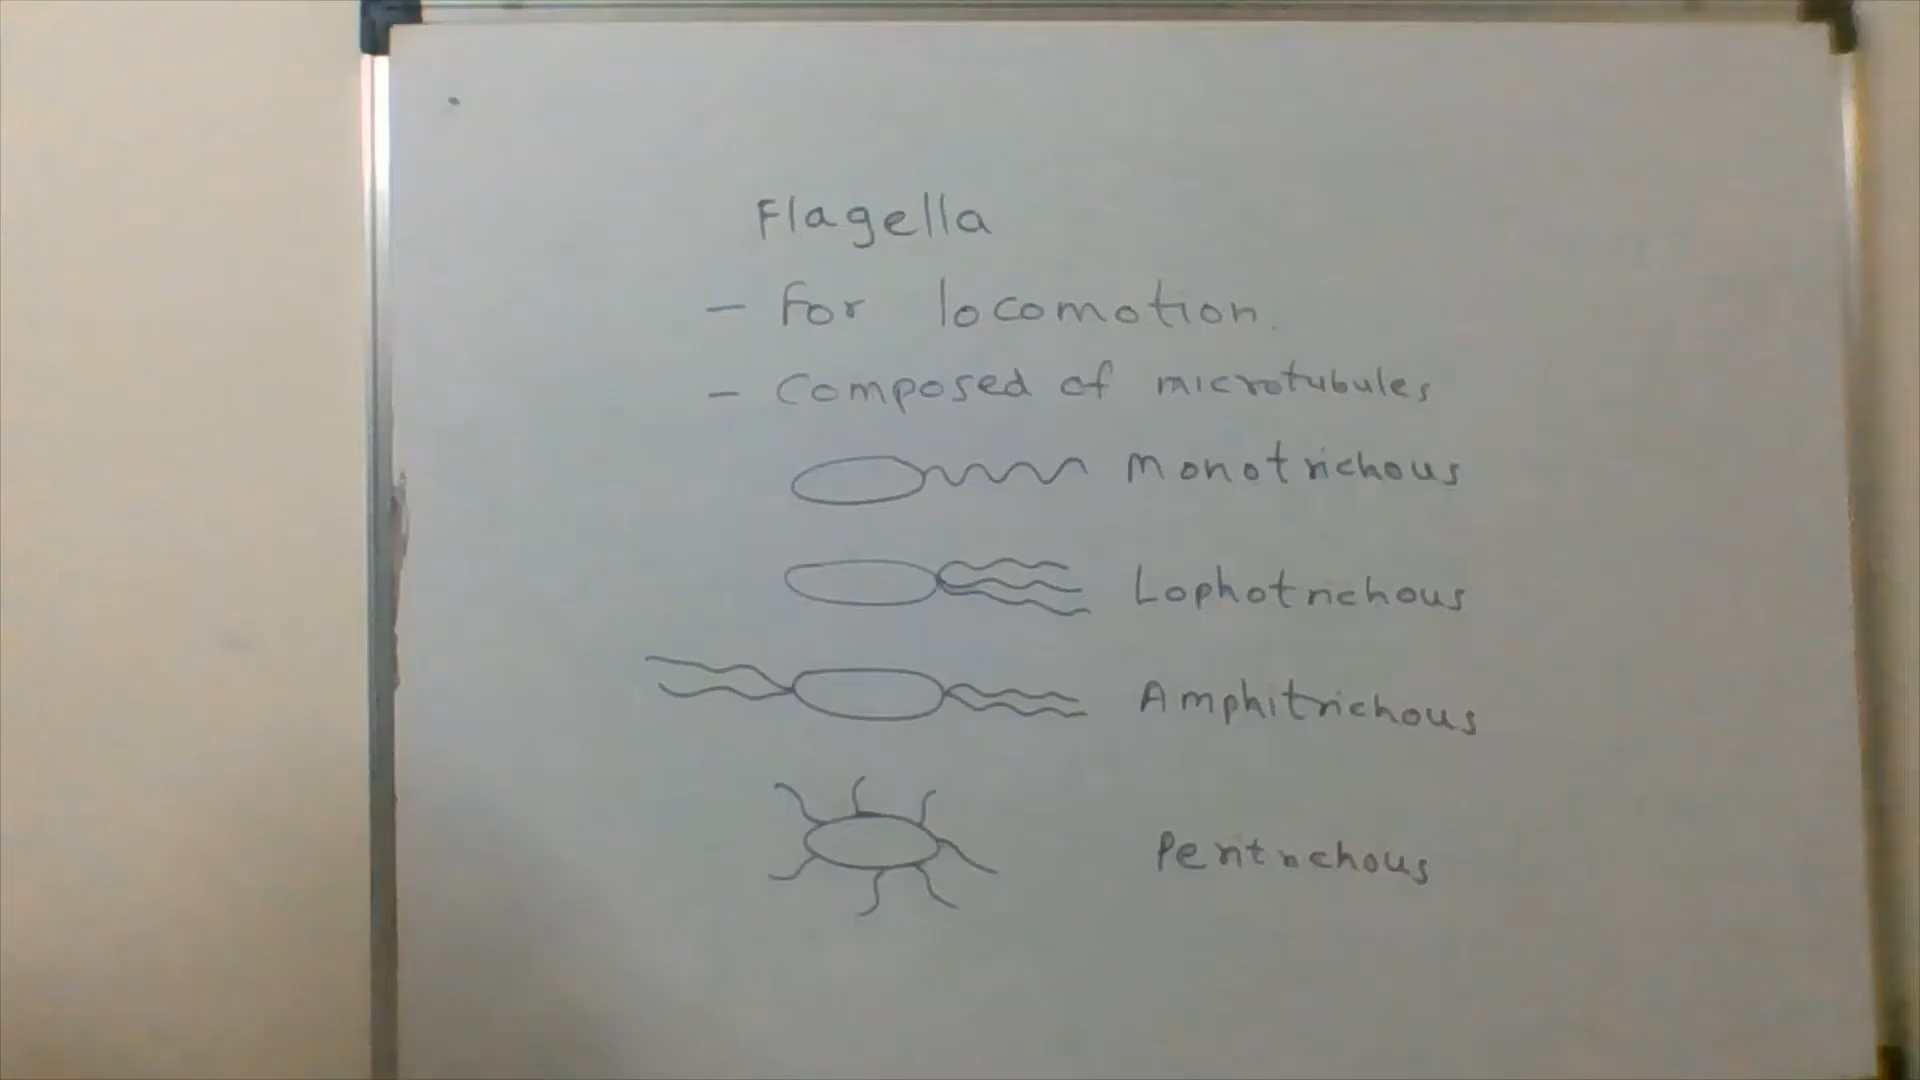 Flagella
- For locomotion.
- Composed of microtubules
Monotrichous
Lophotrichous
Amphitrichous
Peritrichous